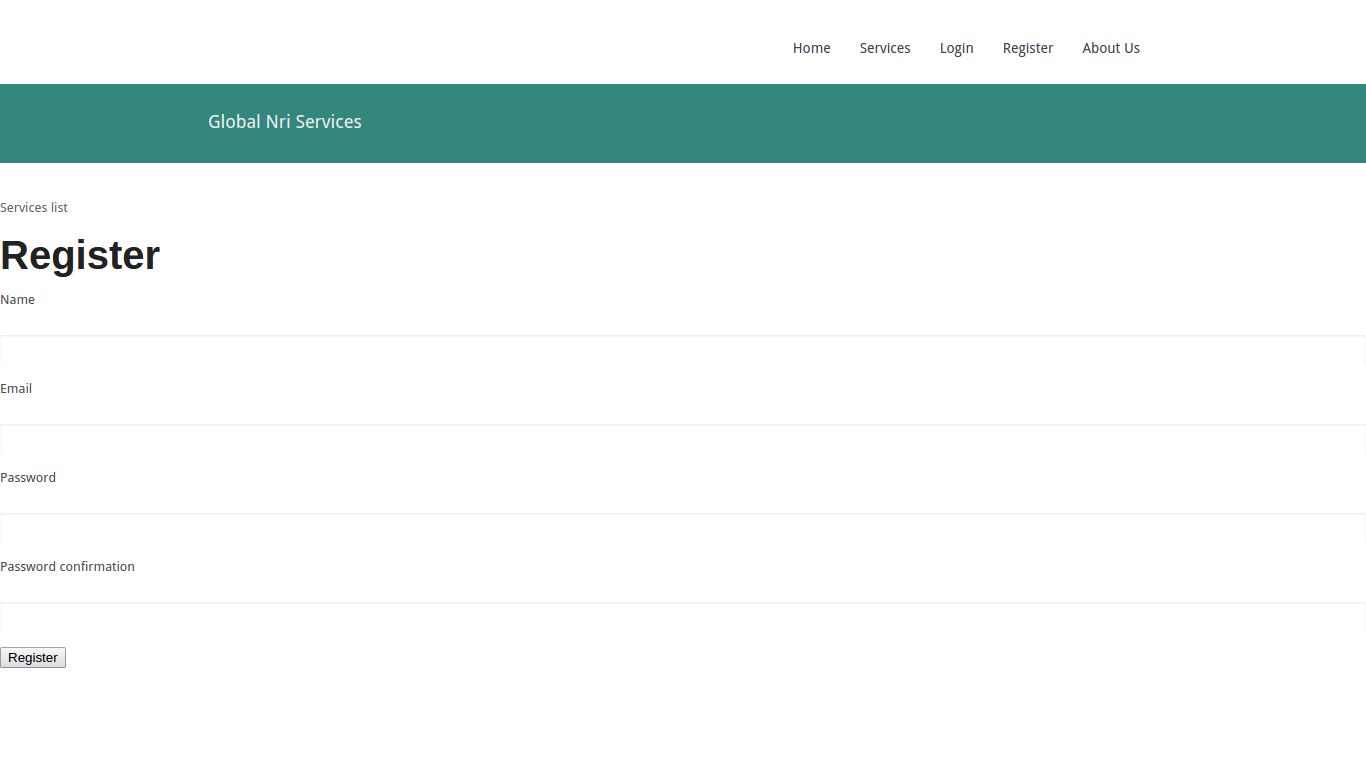 Home Services Login Register About Us
Global Nri Services
Services list
Register
Name
Email
Password
Password confirmation
Register